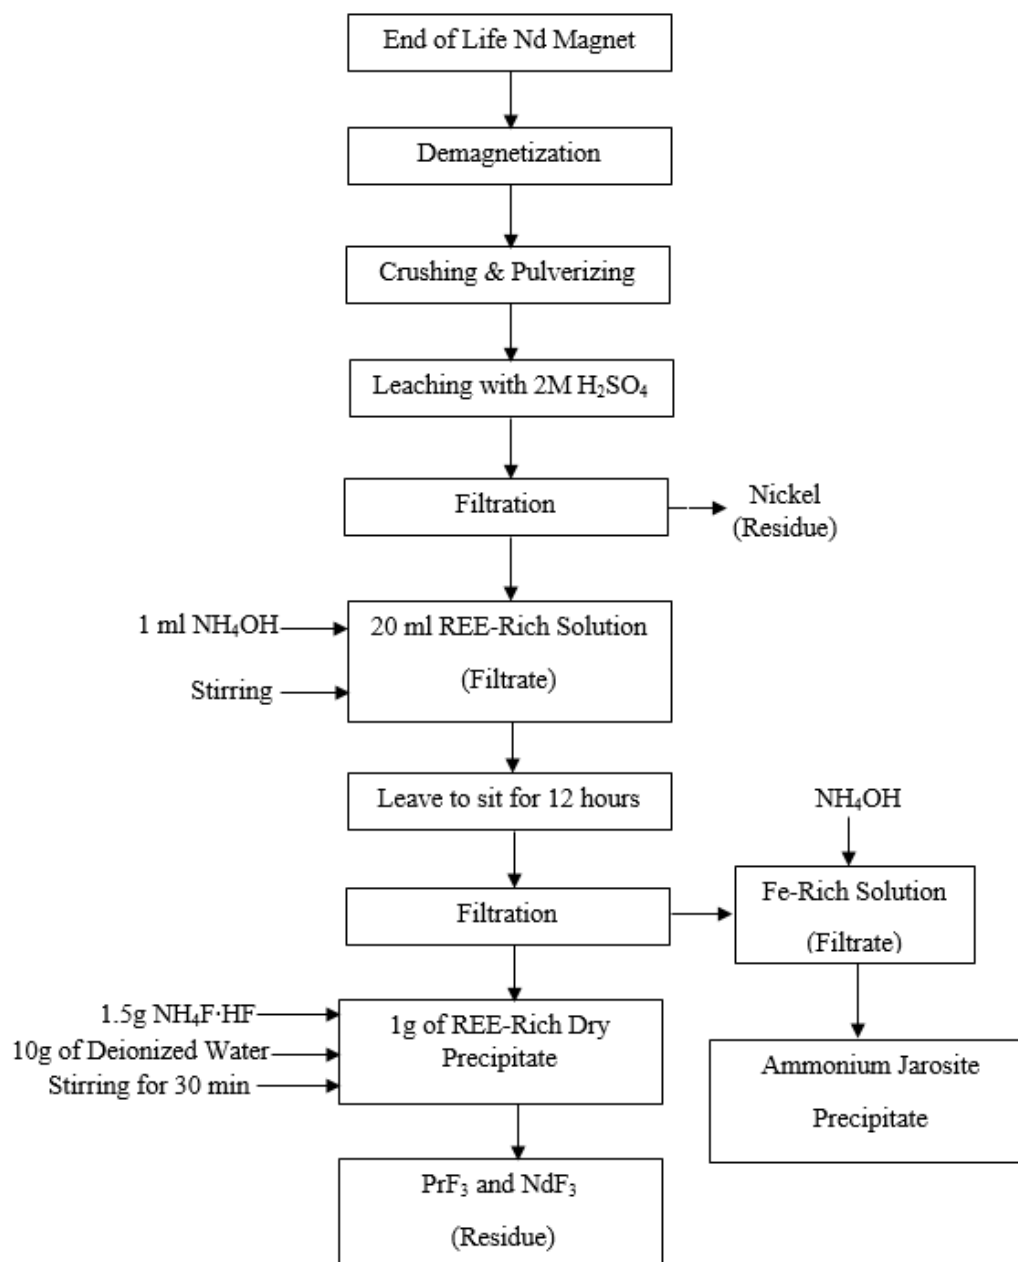 End of Life Nd Magnet
Demagnetization
Crushing & Pulverizing
Leaching with 2M H₂SO₄
Filtration
Nickel
(Residue)
1 ml NH₄OH
Stirring
20 ml REE-Rich Solution
(Filtrate)
Leave to sit for 12 hours
NH₄OH
Filtration
Fe-Rich Solution
(Filtrate)
1.5g NH₄F·HF
10g of Deionized Water
Stirring for 30 min
1g of REE-Rich Dry
Precipitate
Ammonium Jarosite
Precipitate
PrF₃ and NdF₃
(Residue)